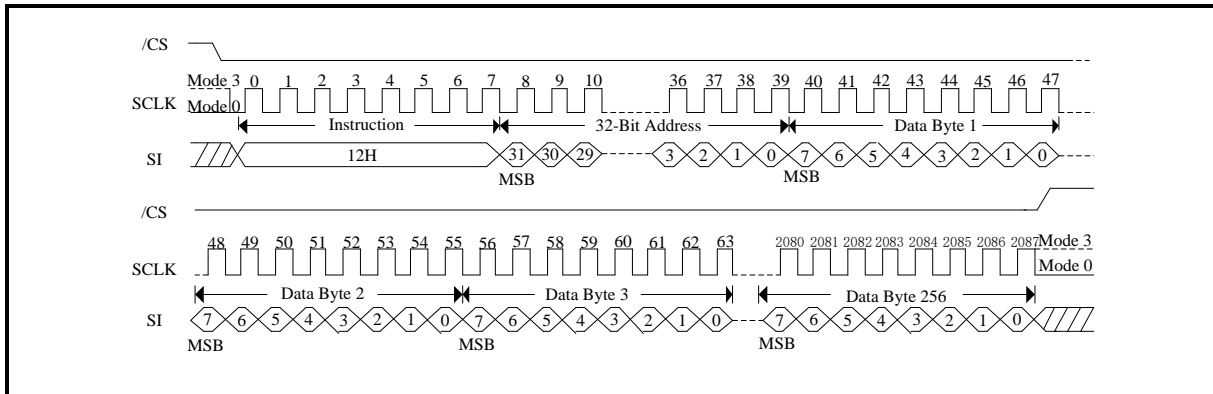 /CS
Mode 3 0 1 2 3 4 5 6 7 8 9 10 36 37 38 39 40 41 42 43 44 45 46 47
SCLK
Mode 0
Instruction 32-Bit Address Data Byte 1
SI 12H 31 30 29 3 2 1 0 7 6 5 4 3 2 1 0
MSB MSB
/CS
48 49 50 51 52 53 54 55 56 57 58 59 60 61 62 63 2080 2081 2082 2083 2084 2085 2086 2087 Mode 3
SCLK Mode 0
Data Byte 2 Data Byte 3 Data Byte 256
SI 7 6 5 4 3 2 1 0 7 6 5 4 3 2 1 0 7 6 5 4 3 2 1 0
MSB MSB MSB